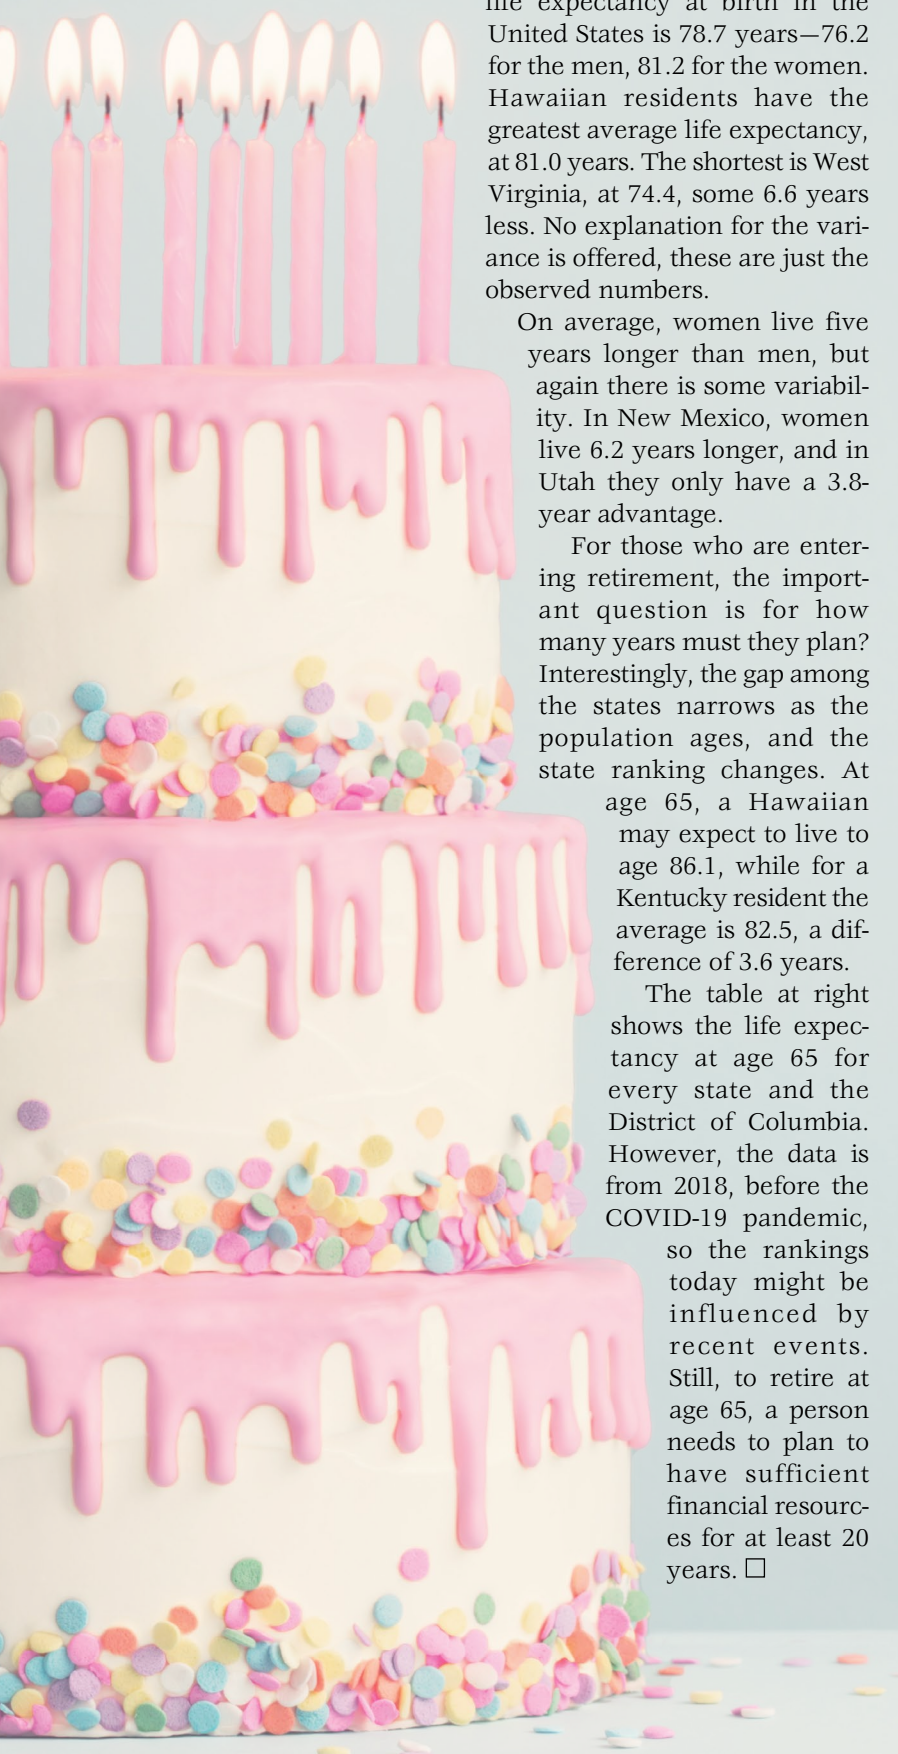 life expectancy at birth in the
United States is 78.7 years—76.2
for the men, 81.2 for the women.
Hawaiian residents have the
greatest average life expectancy,
at 81.0 years. The shortest is West
Virginia, at 74.4, some 6.6 years
less. No explanation for the vari-
ance is offered, these are just the
observed numbers.
On average, women live five
years longer than men, but
again there is some variabil-
ity. In New Mexico, women
live 6.2 years longer, and in
Utah they only have a 3.8-
year advantage.
For those who are enter-
ing retirement, the import-
ant question is for how
many years must they plan?
Interestingly, the gap among
the states narrows as the
population ages, and the
state ranking changes. At
age 65, a Hawaiian
may expect to live to
age 86.1, while for a
Kentucky resident the
average is 82.5, a dif-
ference of 3.6 years.
The table at right
shows the life expec-
tancy at age 65 for
every state and the
District of Columbia.
However, the data is
from 2018, before the
COVID-19 pandemic,
so the rankings
today might be
influenced by
recent events.
Still, to retire at
age 65, a person
needs to plan to
have sufficient
financial resourc-
es for at least 20
years. □